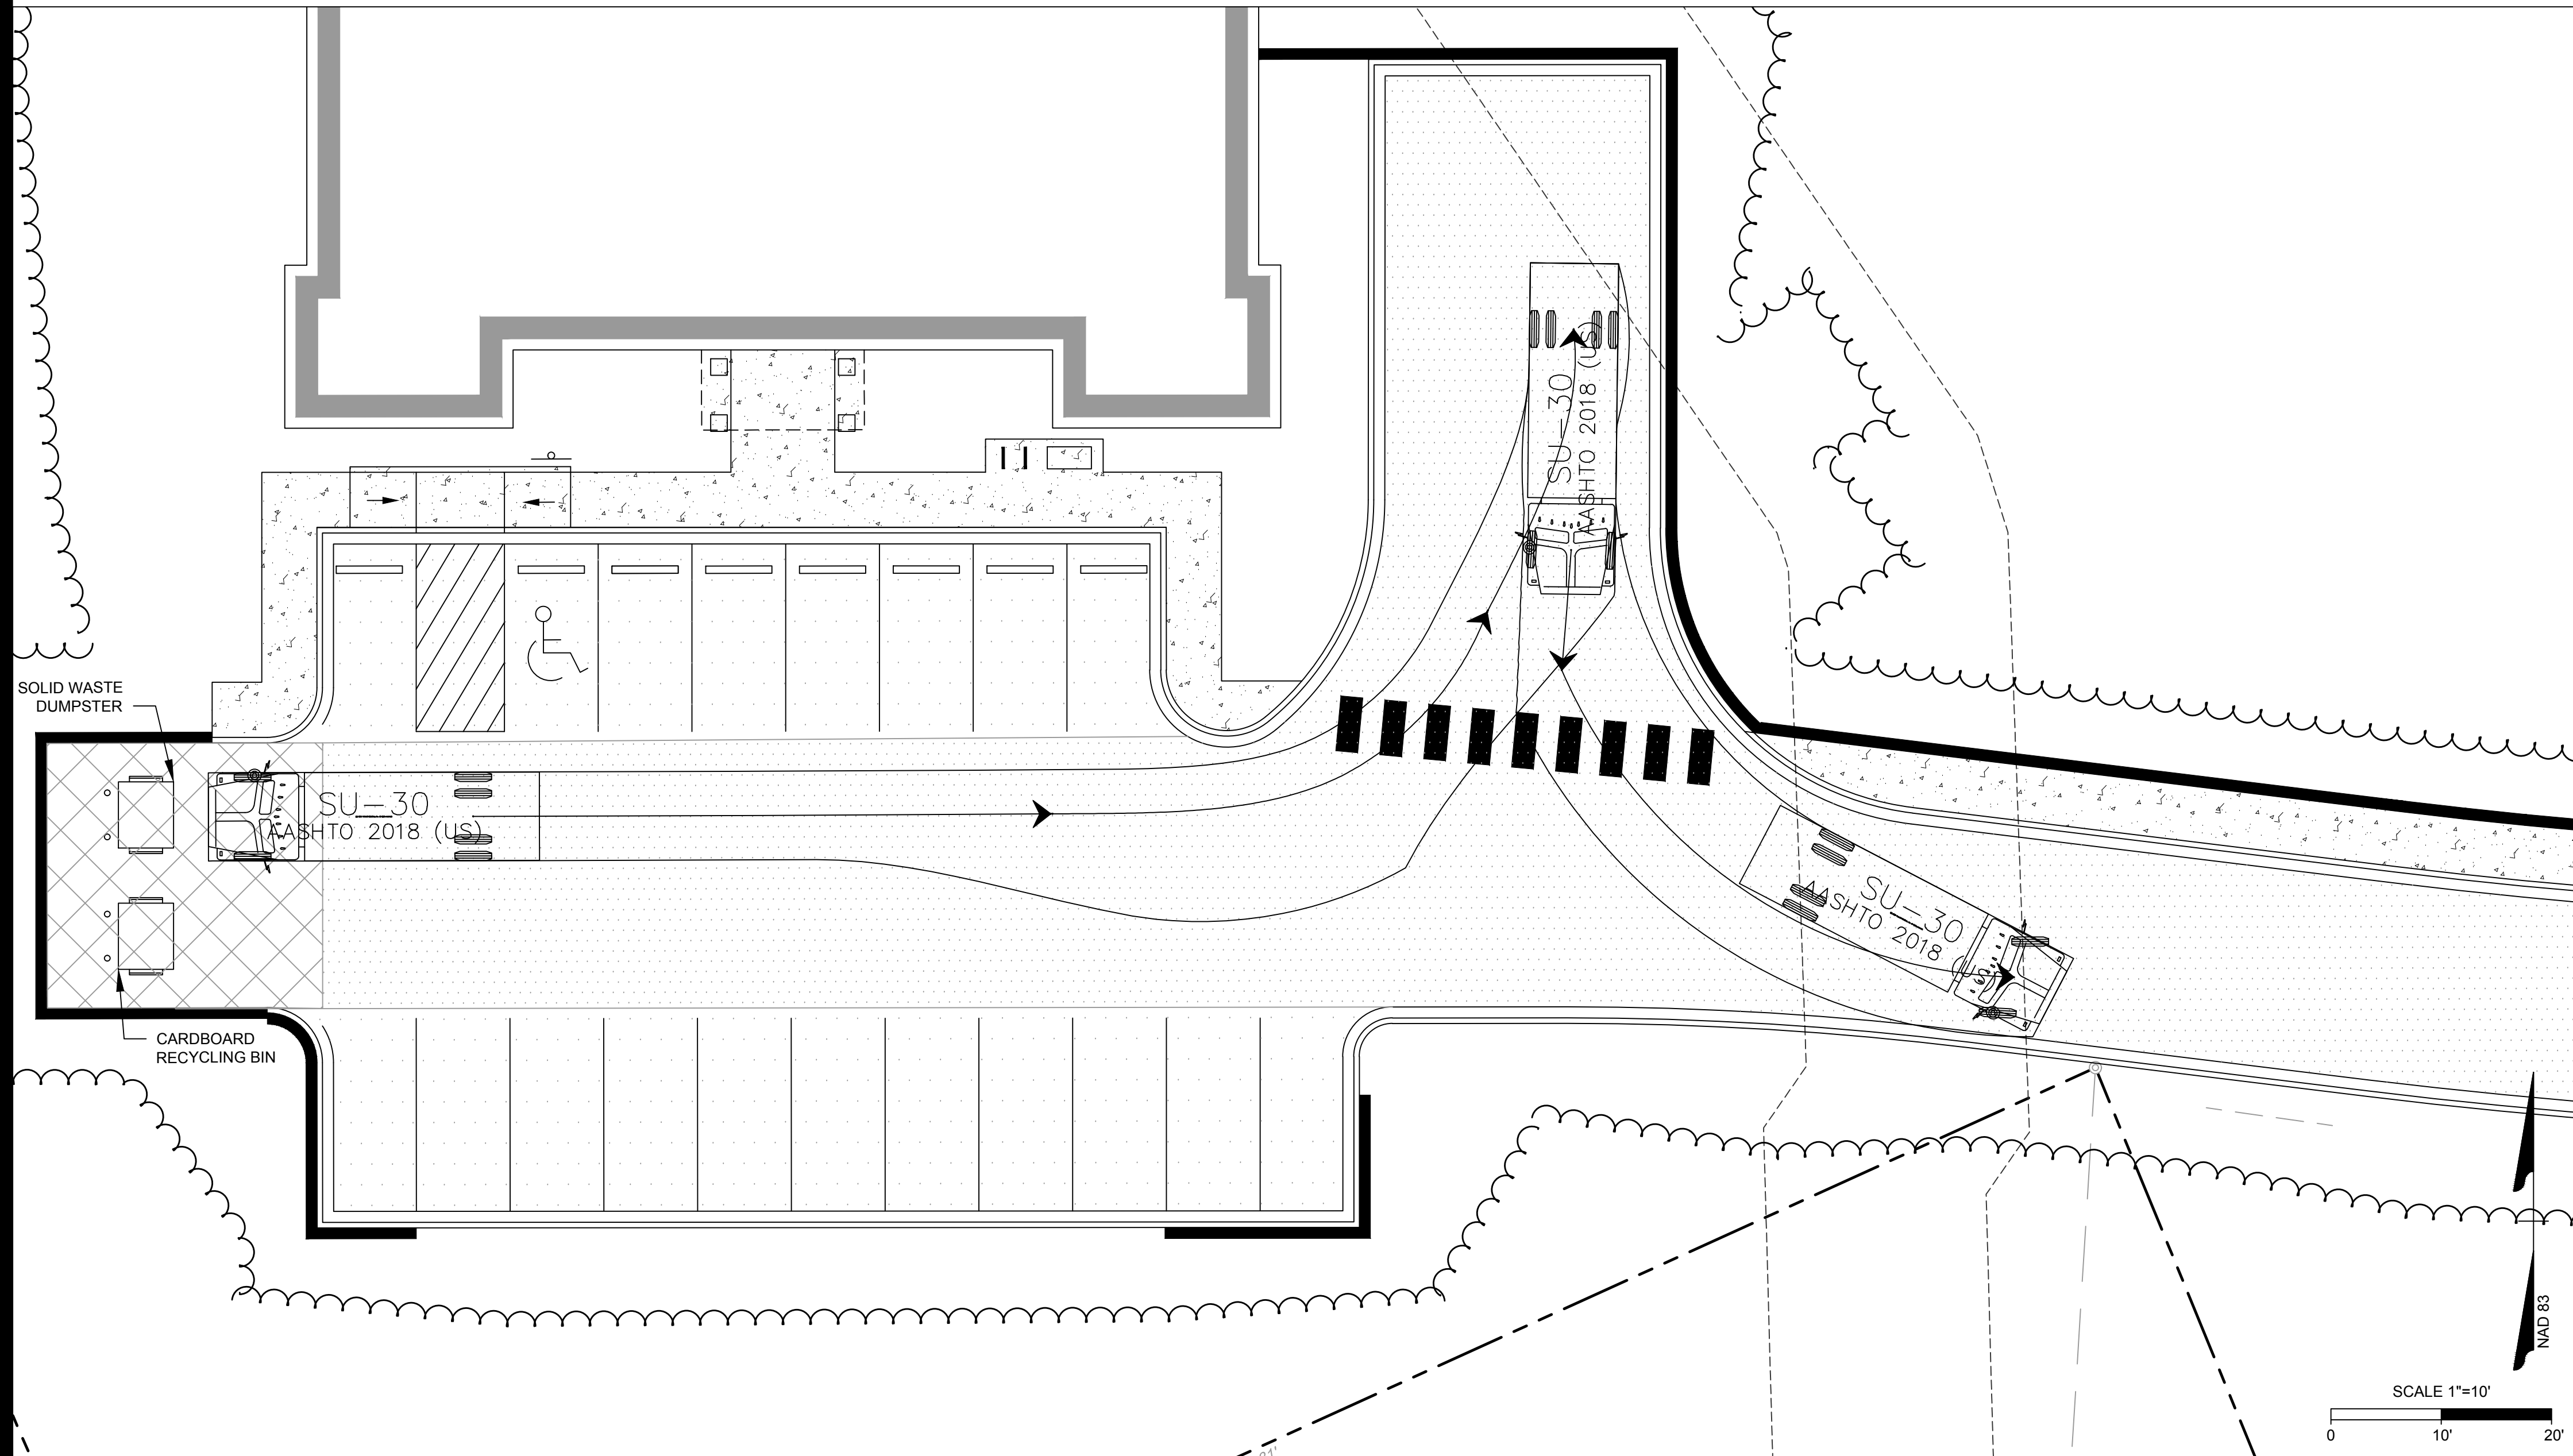 SOLID WASTE
DUMPSTER
SU-30
AASHTO 2018 (US)
SU-30
AASHTO 2018 (US)
SU-30
AASHTO 2018 (US)
CARDBOARD
RECYCLING BIN
NAD 83
SCALE 1"=10'
0 10' 20'